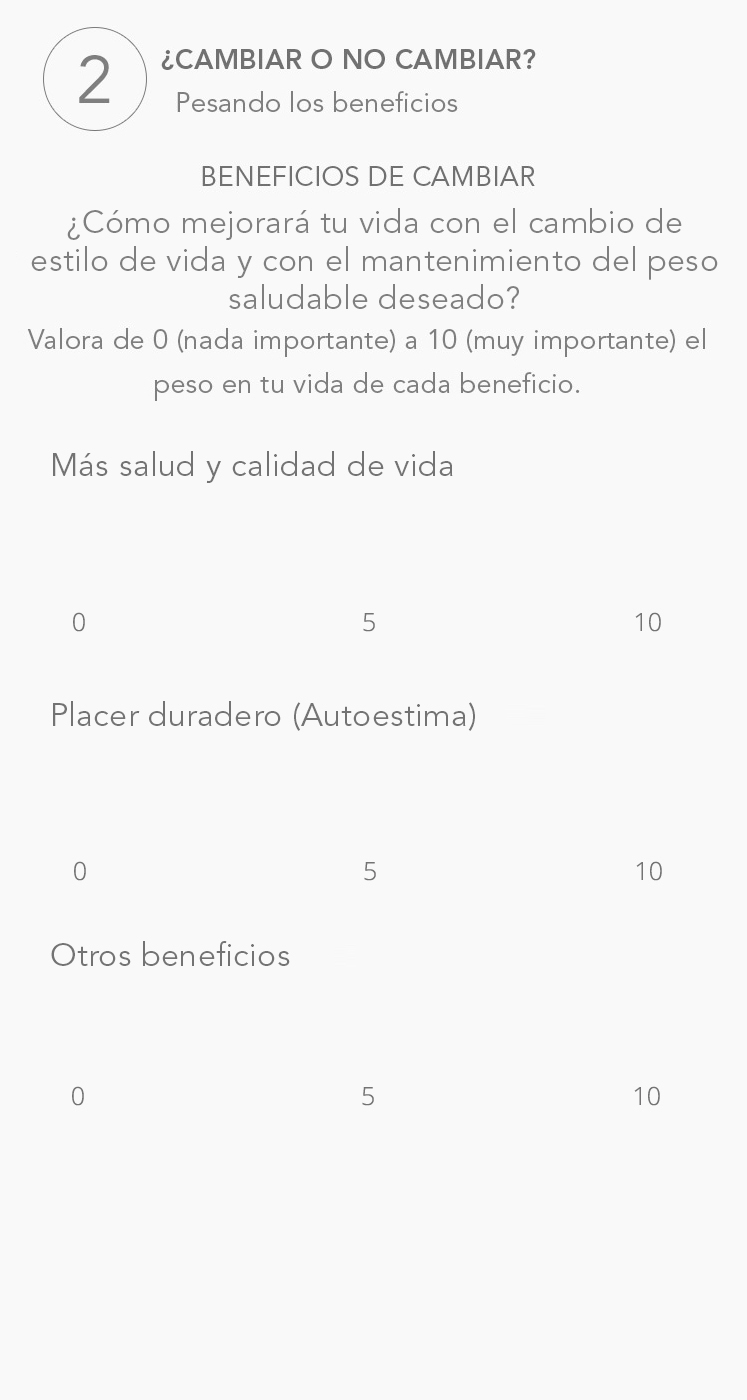 2
¿CAMBIAR O NO CAMBIAR?
Pesando los beneficios
BENEFICIOS DE CAMBIAR
¿Cómo mejorará tu vida con el cambio de
estilo de vida y con el mantenimiento del peso
saludable deseado?
Valora de 0 (nada importante) a 10 (muy importante) el
peso en tu vida de cada beneficio.
Más salud y calidad de vida
0 5 10
Placer duradero (Autoestima)
0 5 10
Otros beneficios
0 5 10